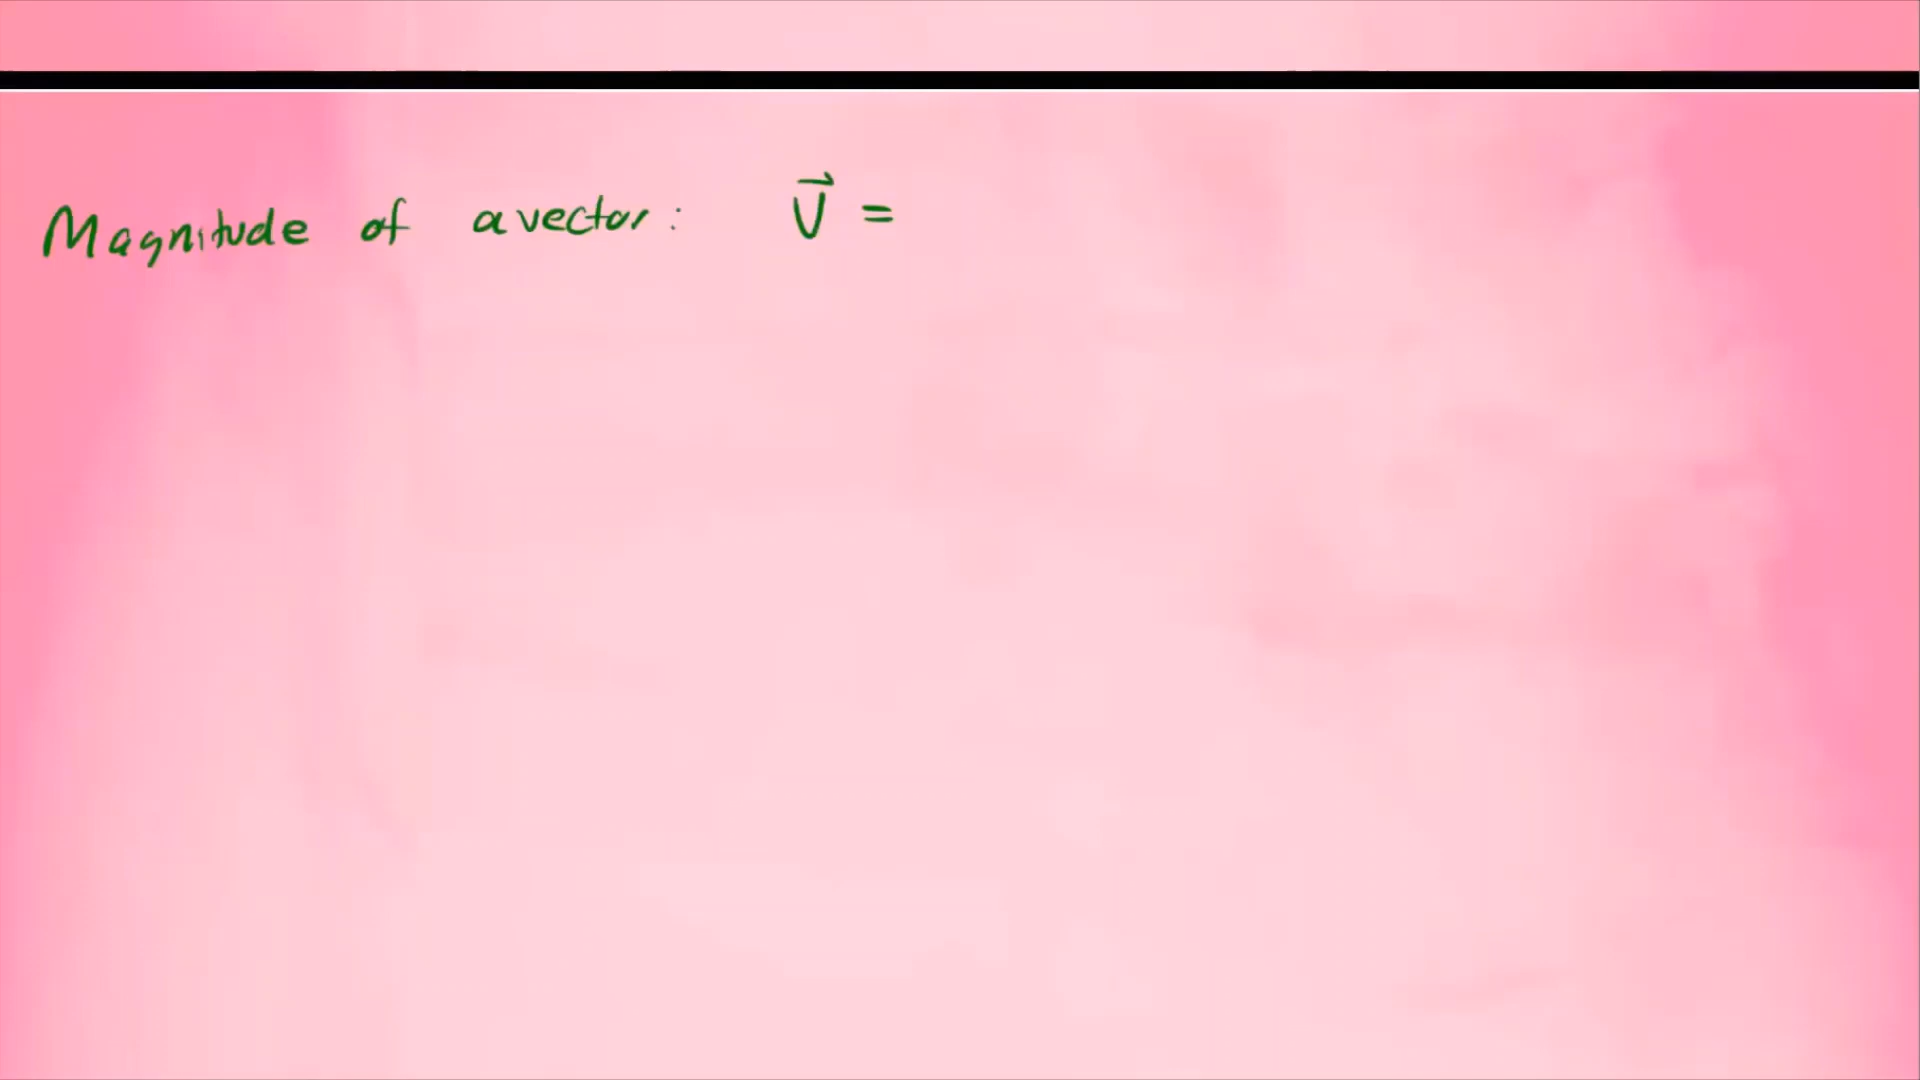 Magnitude of a vector: V⃗ =